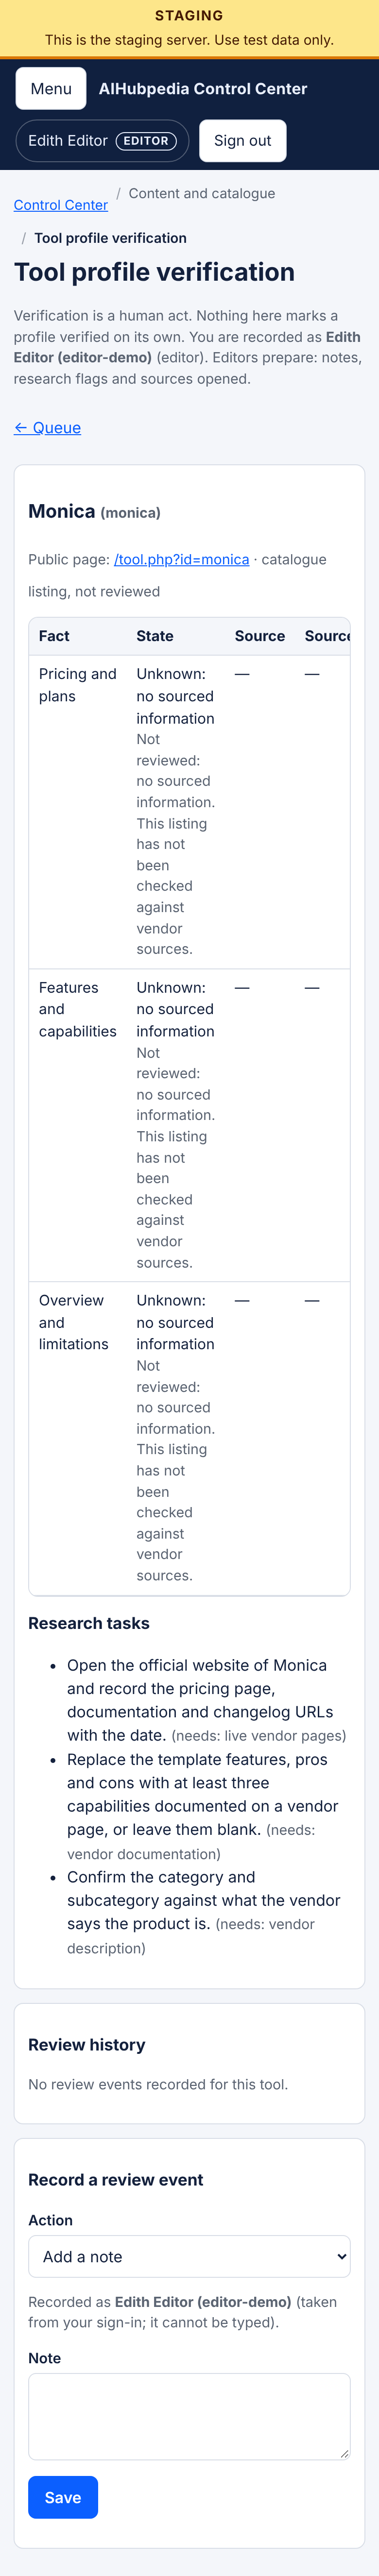 STAGING
This is the staging server. Use test data only.
Menu
AIHubpedia Control Center
Edith Editor EDITOR
Sign out
Control Center / Content and catalogue
/ Tool profile verification
Tool profile verification
Verification is a human act. Nothing here marks a
profile verified on its own. You are recorded as Edith
Editor (editor-demo) (editor). Editors prepare: notes,
research flags and sources opened.
← Queue
Monica (monica)
Public page: /tool.php?id=monica · catalogue
listing, not reviewed
Fact State Source Source
Pricing and
plans
Unknown:
no sourced
information
Not
reviewed:
no sourced
information.
This listing
has not
been
checked
against
vendor
sources.
—
—
Features
and
capabilities
Unknown:
no sourced
information
Not
reviewed:
no sourced
information.
This listing
has not
been
checked
against
vendor
sources.
—
—
Overview
and
limitations
Unknown:
no sourced
information
Not
reviewed:
no sourced
information.
This listing
has not
been
checked
against
vendor
sources.
—
—
Research tasks
• Open the official website of Monica
and record the pricing page,
documentation and changelog URLs
with the date. (needs: live vendor pages)
• Replace the template features, pros
and cons with at least three
capabilities documented on a vendor
page, or leave them blank. (needs:
vendor documentation)
• Confirm the category and
subcategory against what the vendor
says the product is. (needs: vendor
description)
Review history
No review events recorded for this tool.
Record a review event
Action
Add a note
Recorded as Edith Editor (editor-demo) (taken
from your sign-in; it cannot be typed).
Note
Save